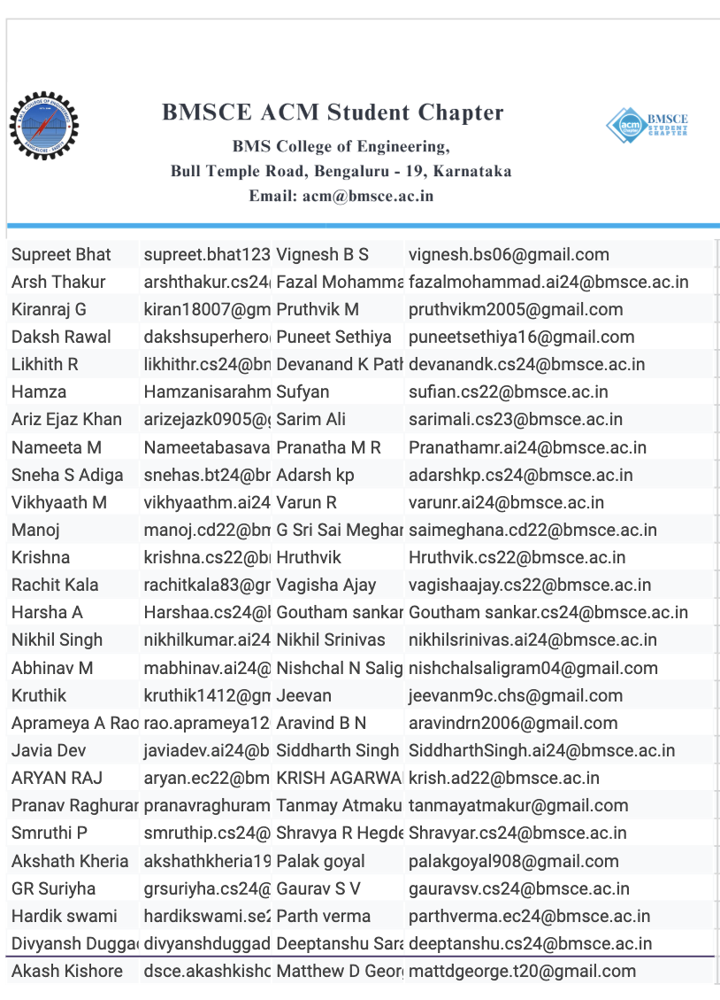 BMSCE ACM Student Chapter
BMS College of Engineering,
Bull Temple Road, Bengaluru - 19, Karnataka
Email: acm@bmsce.ac.in
acm
Chapter
BMSCE
STUDENT
CHAPTER
Supreet Bhat supreet.bhat123 Vignesh B S vignesh.bs06@gmail.com
Arsh Thakur arshthakur.cs24 Fazal Mohamma fazalmohammad.ai24@bmsce.ac.in
Kiranraj G kiran18007@gm Pruthvik M pruthvikm2005@gmail.com
Daksh Rawal dakshsuperhero Puneet Sethiya puneetsethiya16@gmail.com
Likhith R likhithr.cs24@bn Devanand K Path devanandk.cs24@bmsce.ac.in
Hamza Hamzanisarahm Sufyan sufian.cs22@bmsce.ac.in
Ariz Ejaz Khan arizejazk0905@g Sarim Ali sarimali.cs23@bmsce.ac.in
Nameeta M Nameetabasava Pranatha M R Pranathamr.ai24@bmsce.ac.in
Sneha S Adiga snehas.bt24@br Adarsh kp adarshkp.cs24@bmsce.ac.in
Vikhyaath M vikhyaathm.ai24 Varun R varunr.ai24@bmsce.ac.in
Manoj manoj.cd22@bm G Sri Sai Meghan saimeghana.cd22@bmsce.ac.in
Krishna krishna.cs22@b Hruthvik Hruthvik.cs22@bmsce.ac.in
Rachit Kala rachitkala83@gr Vagisha Ajay vagishaajay.cs22@bmsce.ac.in
Harsha A Harshaa.cs24@b Goutham sankar Goutham sankar.cs24@bmsce.ac.in
Nikhil Singh nikhilkumar.ai24 Nikhil Srinivas nikhilsrinivas.ai24@bmsce.ac.in
Abhinav M mabhinav.ai24@ Nishchal N Salig nishchalsaligram04@gmail.com
Kruthik kruthik1412@gm Jeevan jeevanm9c.chs@gmail.com
Aprameya A Rao rao.aprameya12 Aravind B N aravindrn2006@gmail.com
Javia Dev javiadev.ai24@b Siddharth Singh SiddharthSingh.ai24@bmsce.ac.in
ARYAN RAJ aryan.ec22@bm KRISH AGARWA krish.ad22@bmsce.ac.in
Pranav Raghurar pranavraghuram Tanmay Atmaku tanmayatmakur@gmail.com
Smruthi P smruthip.cs24@ Shravya R Hegde Shravyar.cs24@bmsce.ac.in
Akshath Kheria akshathkheria19 Palak goyal palakgoyal908@gmail.com
GR Suriyha grsuriyha.cs24@ Gaurav S V gauravsv.cs24@bmsce.ac.in
Hardik swami hardikswami.se2 Parth verma parthverma.ec24@bmsce.ac.in
Divyansh Dugga divyanshduggad Deeptanshu Sara deeptanshu.cs24@bmsce.ac.in
Akash Kishore dsce.akashkisho Matthew D Geor mattdgeorge.t20@gmail.com